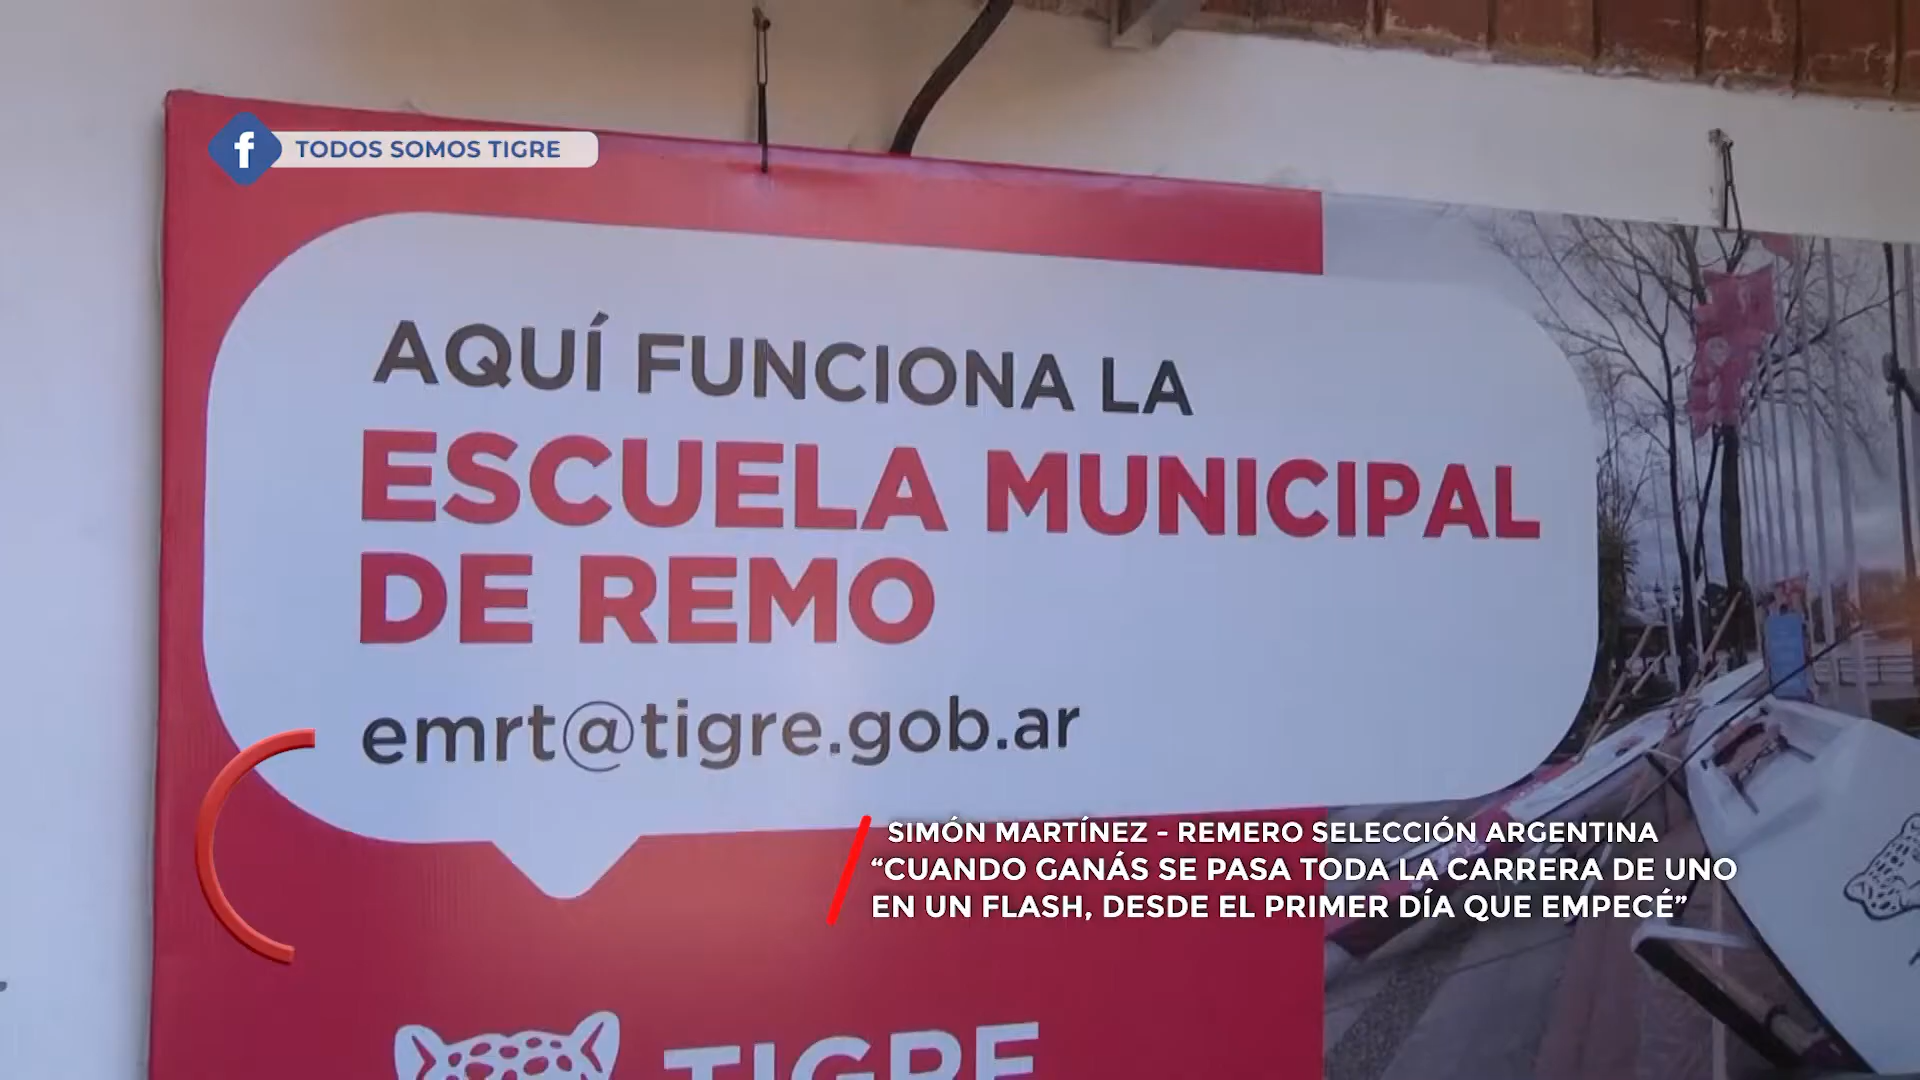 f TODOS SOMOS TIGRE
AQUÍ FUNCIONA LA
ESCUELA MUNICIPAL
DE REMO
emrt@tigre.gob.ar
SIMÓN MARTÍNEZ - REMERO SELECCIÓN ARGENTINA
“CUANDO GANÁS SE PASA TODA LA CARRERA DE UNO
EN UN FLASH, DESDE EL PRIMER DÍA QUE EMPECÉ”
TIGRE